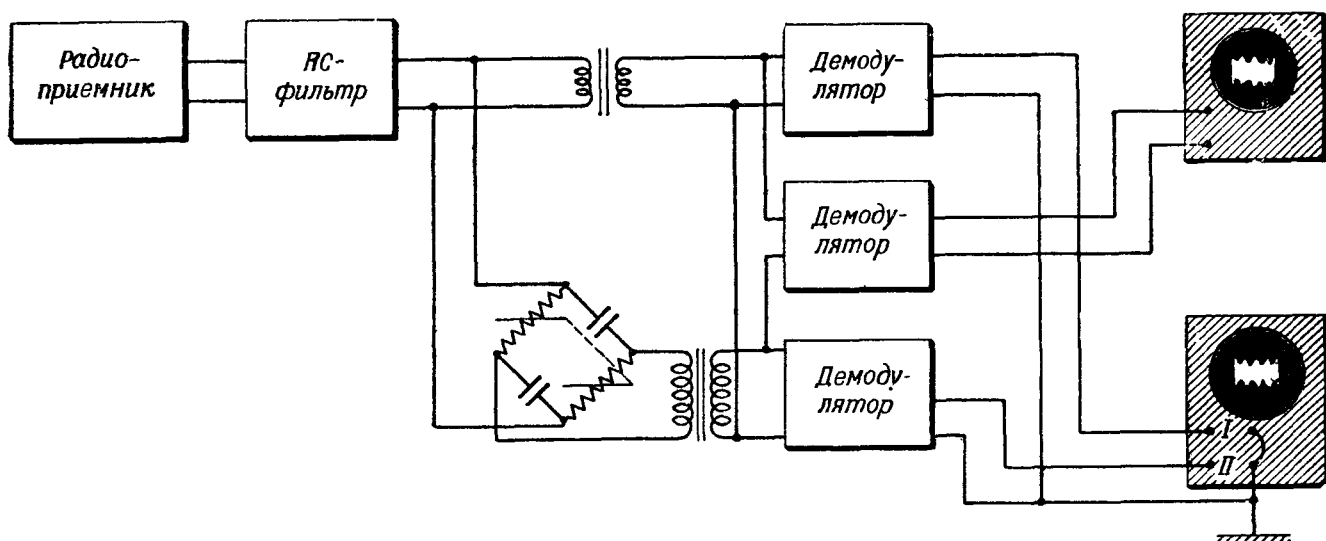 Радио-
приемник
RC-
фильтр
Демоду-
лятор
Демоду-
лятор
Демоду-
лятор
I
II